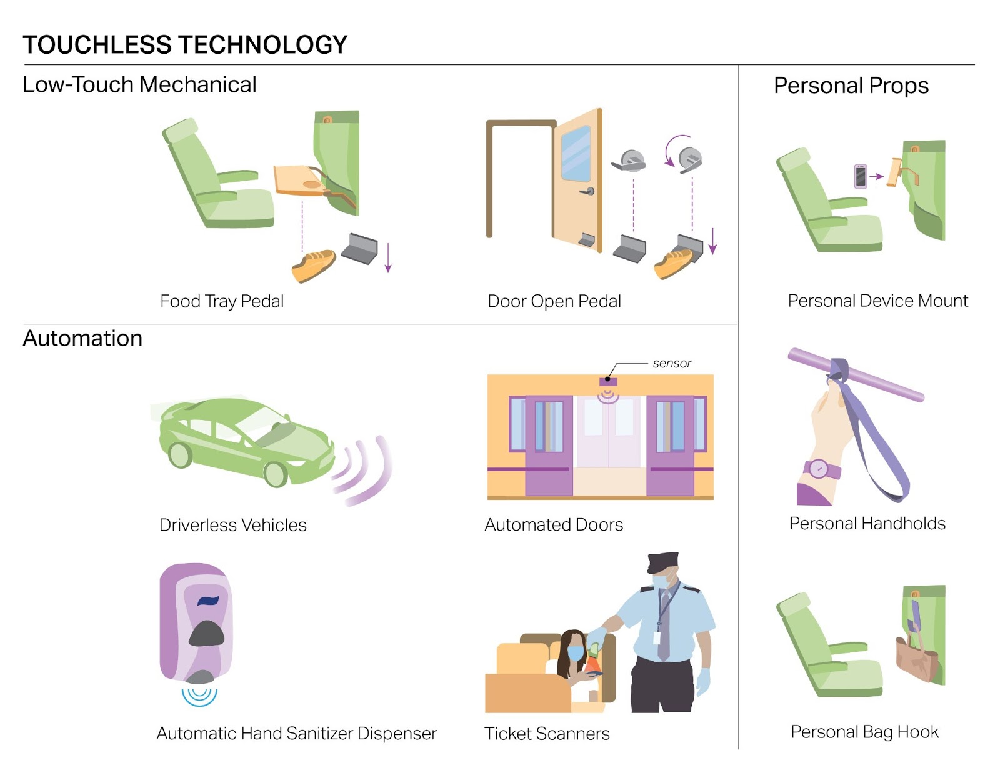 TOUCHLESS TECHNOLOGY
Low-Touch Mechanical
Food Tray Pedal
Door Open Pedal
Automation
sensor
Driverless Vehicles
Automated Doors
Automatic Hand Sanitizer Dispenser
Ticket Scanners
Personal Props
Personal Device Mount
Personal Handholds
Personal Bag Hook